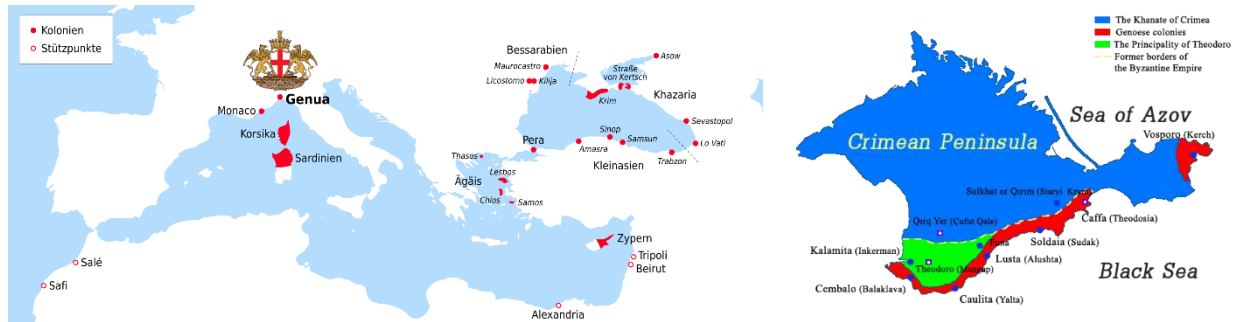 Kolonien
Stützpunkte
Genua
Monaco
Korsika
Sardinien
Bessarabien
Maurocastro
Licostomo
Kilija
Straße
von Kertsch
Asow
Krim
Khazaria
Sevastopol
Lo Vati
Trabzon
Samsun
Sinop
Amasra
Kleinasien
Pera
Thasos
Lesbos
Ägäis
Chios
Samos
Zypern
Tripoli
Beirut
Alexandria
Salé
Safi
The Khanate of Crimea
Genoese colonies
The Principality of Theodoro
Former borders of
the Byzantine Empire
Sea of Azov
Vosporo (Kerch)
Crimean Peninsula
Solkhat or Qirim (Staryi Krym)
Caffa (Theodosia)
Qırq Yer (Çufut Qale)
Soldaia (Sudak)
Kalamita (Inkerman)
Funa
Lusta (Alushta)
Theodoro (Mangup)
Black Sea
Cembalo (Balaklava)
Caulita (Yalta)